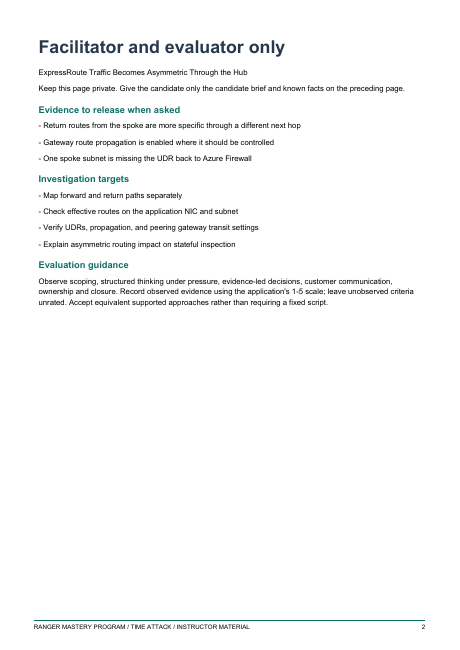 Facilitator and evaluator only
ExpressRoute Traffic Becomes Asymmetric Through the Hub
Keep this page private. Give the candidate only the candidate brief and known facts on the preceding page.
Evidence to release when asked
- Return routes from the spoke are more specific through a different next hop
- Gateway route propagation is enabled where it should be controlled
- One spoke subnet is missing the UDR back to Azure Firewall
Investigation targets
- Map forward and return paths separately
- Check effective routes on the application NIC and subnet
- Verify UDRs, propagation, and peering gateway transit settings
- Explain asymmetric routing impact on stateful inspection
Evaluation guidance
Observe scoping, structured thinking under pressure, evidence-led decisions, customer communication,
ownership and closure. Record observed evidence using the application's 1-5 scale; leave unobserved criteria
unrated. Accept equivalent supported approaches rather than requiring a fixed script.
RANGER MASTERY PROGRAM / TIME ATTACK / INSTRUCTOR MATERIAL 2